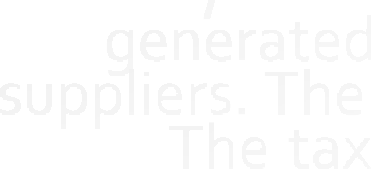 generated
suppliers. The
The tax